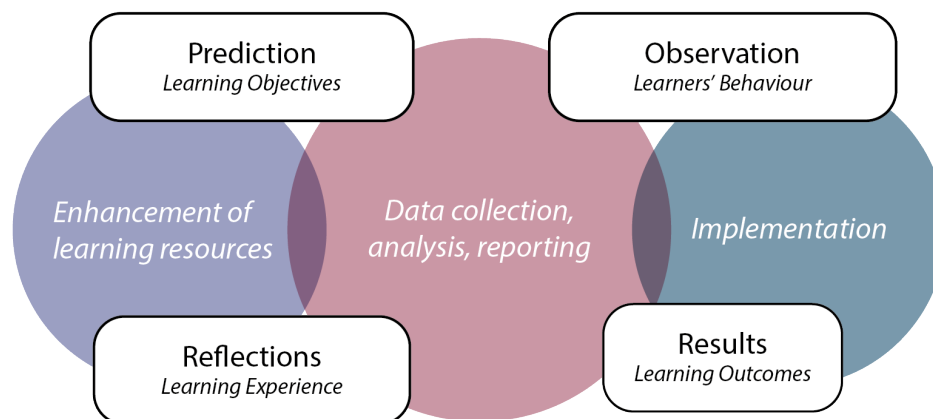 Prediction
Learning Objectives
Observation
Learners' Behaviour
Enhancement of
learning resources
Data collection,
analysis, reporting
Implementation
Reflections
Learning Experience
Results
Learning Outcomes